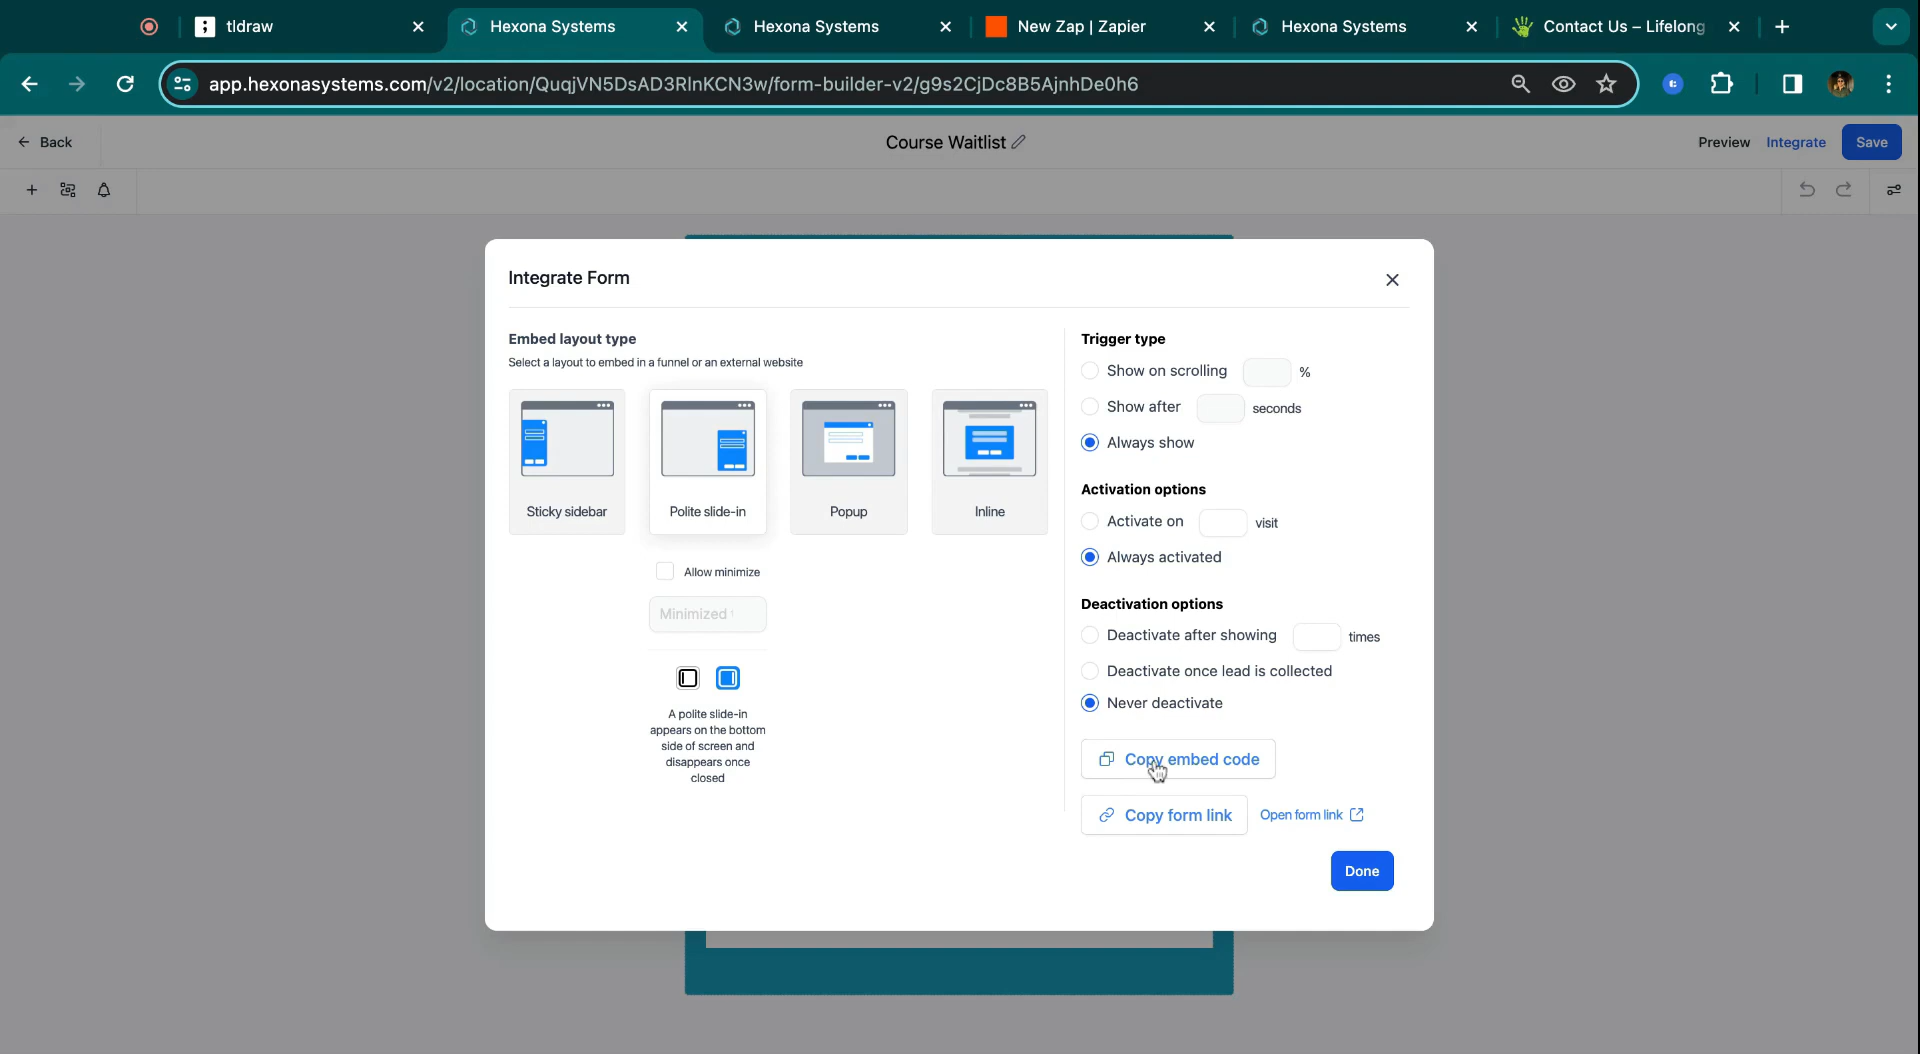 tldraw
Hexona Systems
Hexona Systems
New Zap | Zapier
Hexona Systems
Contact Us – Lifelong
app.hexonasystems.com/v2/location/QuqjVN5DsAD3RlnKCN3w/form-builder-v2/g9s2CjDc8B5AjnhDe0h6
Back
Course Waitlist
Preview
Integrate
Save
Integrate Form
Embed layout type
Select a layout to embed in a funnel or an external website
Sticky sidebar
Polite slide-in
Popup
Inline
Allow minimize
Minimized
A polite slide-in
appears on the bottom
side of screen and
disappears once
closed
Trigger type
Show on scrolling %
Show after seconds
Always show
Activation options
Activate on visit
Always activated
Deactivation options
Deactivate after showing times
Deactivate once lead is collected
Never deactivate
Copy embed code
Copy form link
Open form link
Done